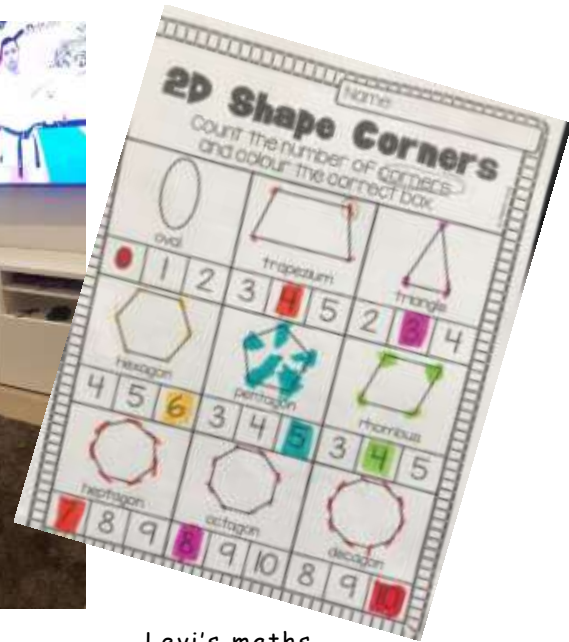 Name
2D Shape Corners
Count the number of corners
and colour the correct box.
oval
trapezium
triangle
0 1 2
3 4 5
2 3 4
hexagon
pentagon
rhombus
4 5 6
3 4 5
3 4 5
heptagon
octagon
decagon
7 8 9
8 9 10
8 9 10
Levi's maths